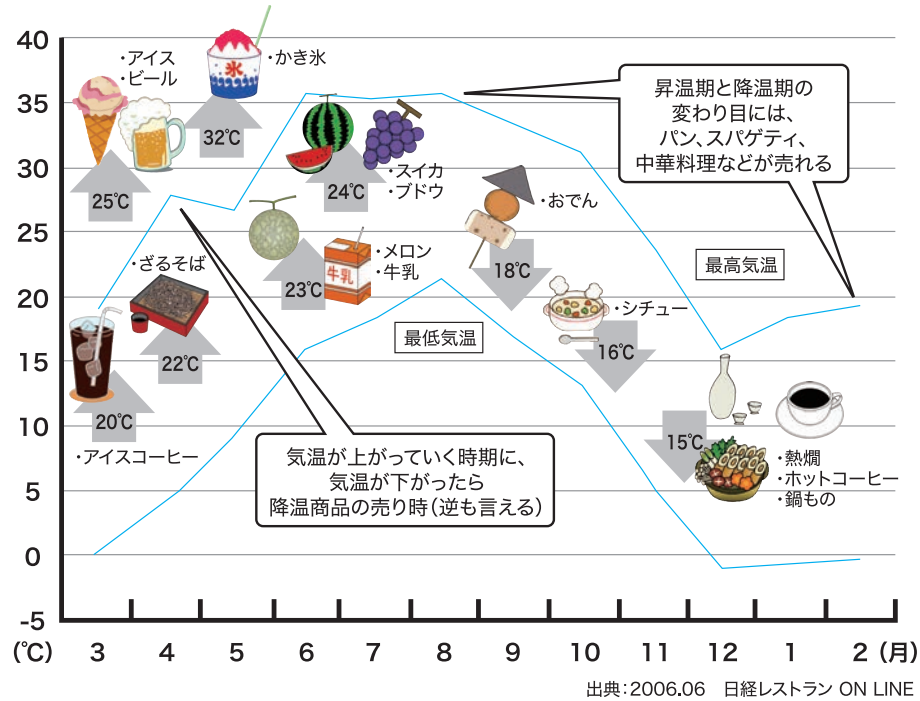 40
35
30
25
20
15
10
5
0
-5
(℃)
3
4
5
6
7
8
9
10
11
12
1
2
(月)
・アイス
・ビール
25℃
氷
・かき氷
32℃
・スイカ
・ブドウ
24℃
昇温期と降温期の
変わり目には、
パン、スパゲティ、
中華料理などが売れる
・ざるそば
22℃
・メロン
・牛乳
牛乳
23℃
・おでん
18℃
最高気温
・シチュー
16℃
最低気温
20℃
・アイスコーヒー
気温が上がっていく時期に、
気温が下がったら
降温商品の売り時(逆も言える)
15℃
・熱燗
・ホットコーヒー
・鍋もの
出典:2006.06 日経レストラン ON LINE